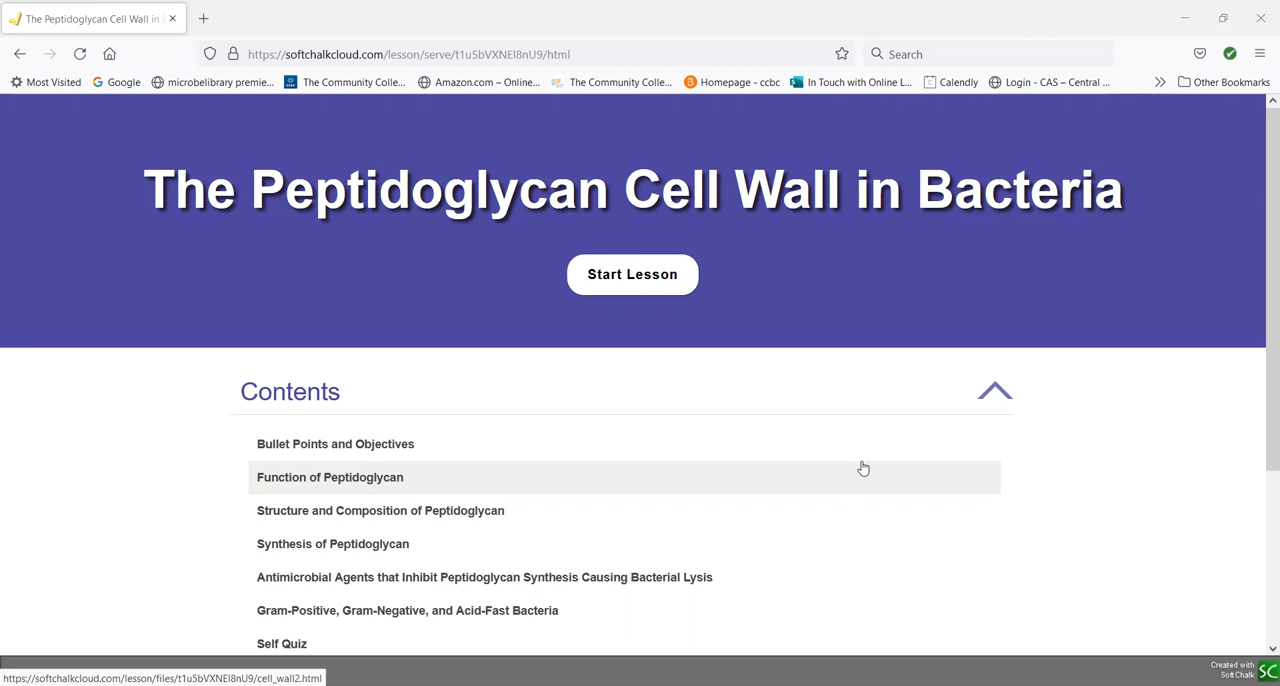 The Peptidoglycan Cell Wall in
https://softchalkcloud.com/lesson/serve/t1u5bVXNEl8nU9/html
Search
Most Visited Google microbelibrary premie... The Community Colle... Amazon.com – Online... The Community Colle... Homepage - ccbc In Touch with Online L... Calendly Login - CAS – Central ... Other Bookmarks
The Peptidoglycan Cell Wall in Bacteria
Start Lesson
Contents
Bullet Points and Objectives
Function of Peptidoglycan
Structure and Composition of Peptidoglycan
Synthesis of Peptidoglycan
Antimicrobial Agents that Inhibit Peptidoglycan Synthesis Causing Bacterial Lysis
Gram-Positive, Gram-Negative, and Acid-Fast Bacteria
Self Quiz
Created with
SoftChalk SC
https://softchalkcloud.com/lesson/files/t1u5bVXNEl8nU9/cell_wall2.html